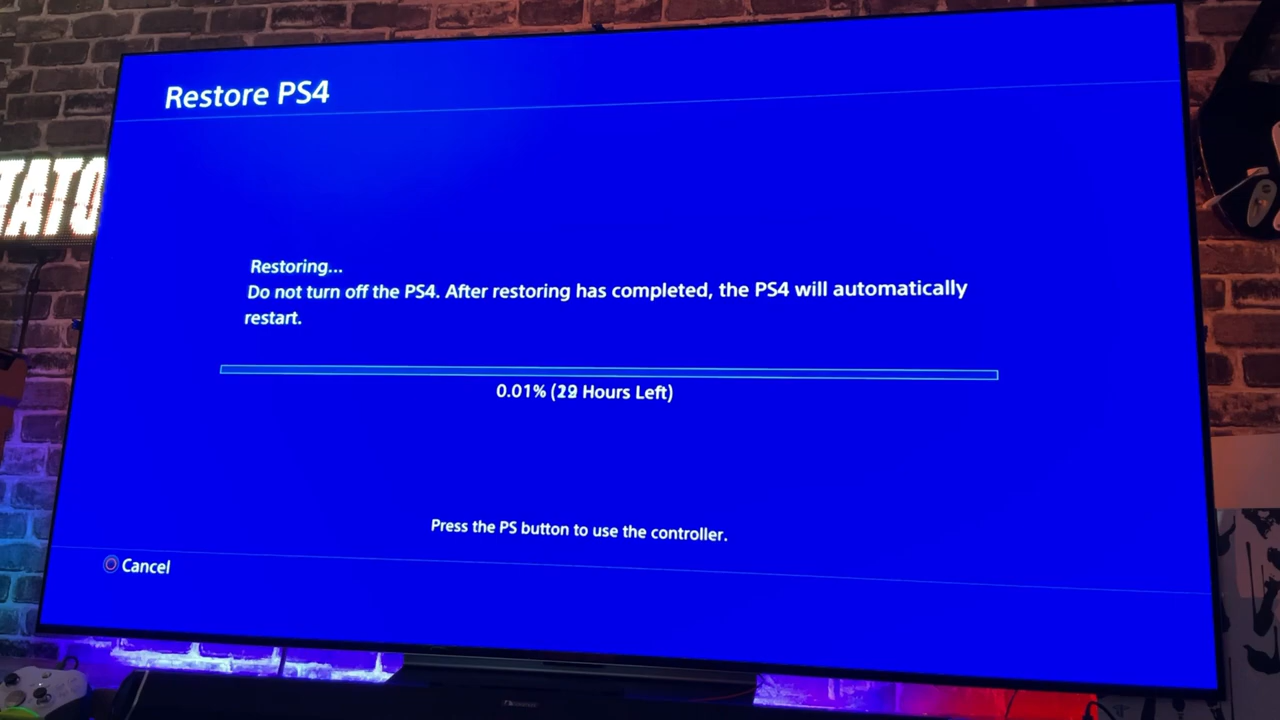 Restore PS4
TATO
Restoring...
Do not turn off the PS4. After restoring has completed, the PS4 will automatically
restart.
0.01% ( Hours Left)
Press the PS button to use the controller.
Cancel